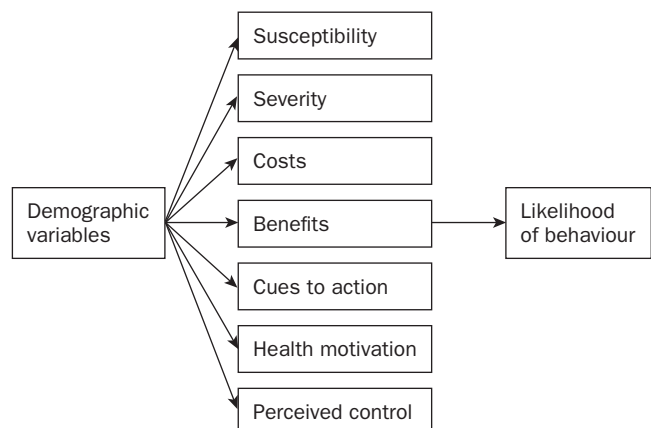 Susceptibility
Severity
Costs
Demographic
variables
Benefits
Likelihood
of behaviour
Cues to action
Health motivation
Perceived control